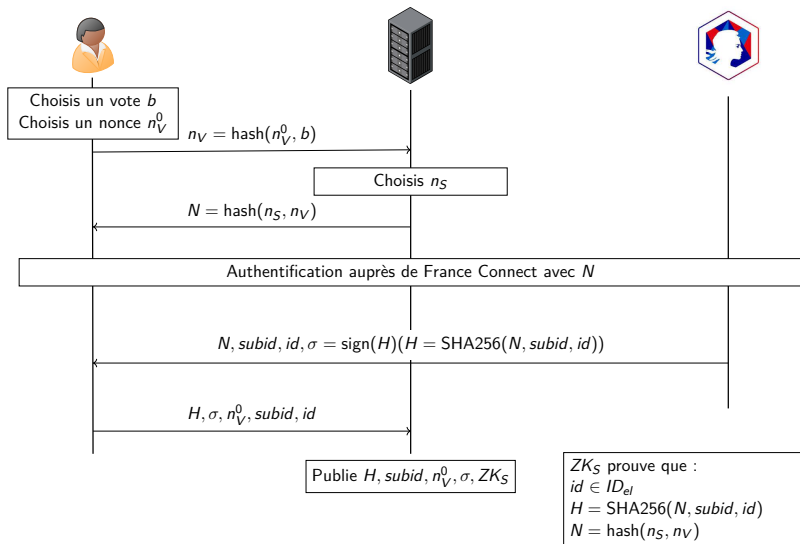 Choisis un vote b
Choisis un nonce n_V^0
n_V = hash(n_V^0, b)
Choisis n_S
N = hash(n_S, n_V)
Authentification auprès de France Connect avec N
N, subid, id, σ = sign(H)(H = SHA256(N, subid, id))
H, σ, n_V^0, subid, id
Publie H, subid, n_V^0, σ, ZK_S
ZK_S prouve que :
id ∈ ID_el
H = SHA256(N, subid, id)
N = hash(n_S, n_V)